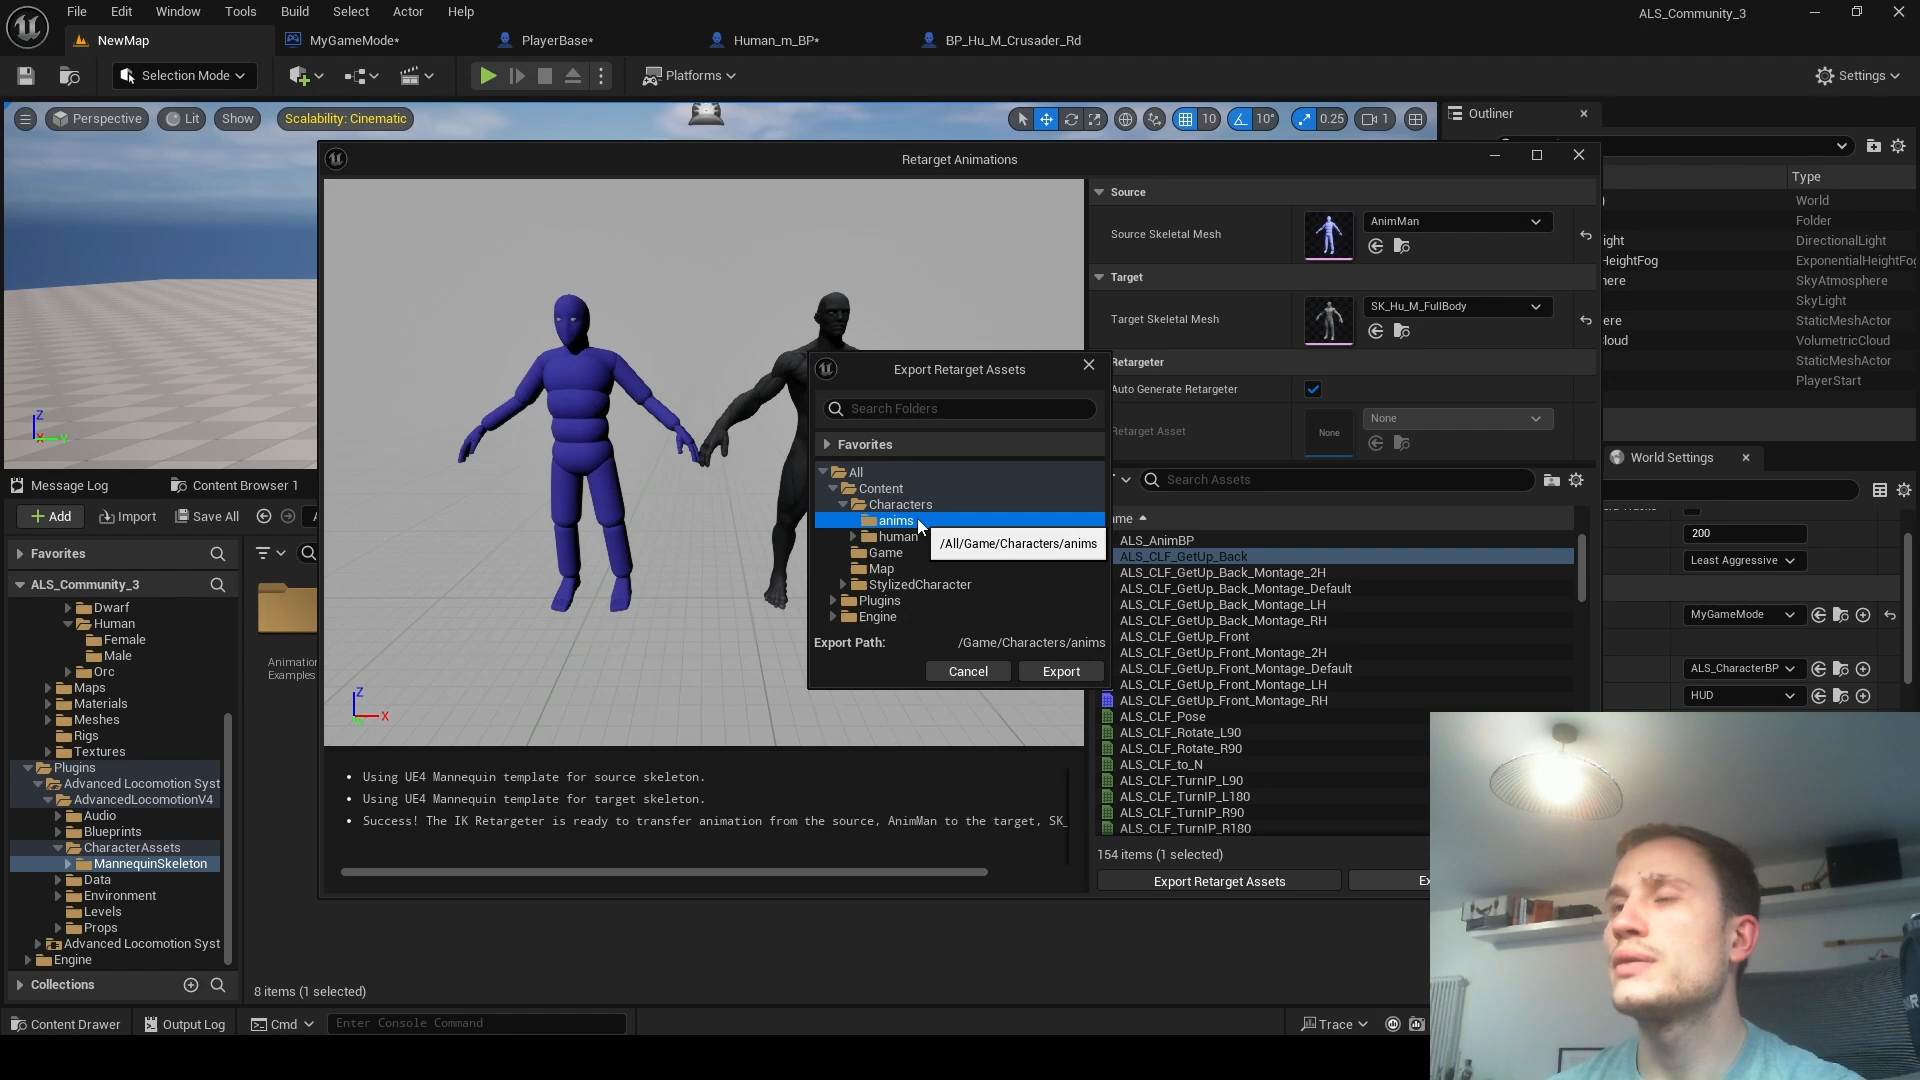 File Edit Window Tools Build Select Actor Help
ALS_Community_3
NewMap
MyGameMode*
PlayerBase*
Human_m_BP*
BP_Hu_M_Crusader_Rd
Selection Mode
Platforms
Settings
Perspective
Lit
Show
Scalability: Cinematic
10
10°
0.25
1
Outliner
Type
World
Folder
DirectionalLight
HeightFog
SkyAtmosphere
SkyLight
StaticMeshActor
VolumetricCloud
StaticMeshActor
PlayerStart
Retarget Animations
Source
Source Skeletal Mesh
AnimMan
Target
Target Skeletal Mesh
SK_Hu_M_FullBody
Retargeter
Auto Generate Retargeter
Retarget Asset
None
None
Search Assets
Export Retarget Assets
Search Folders
Favorites
All
Content
Characters
anims
human
/All/Game/Characters/anims
Game
Map
StylizedCharacter
Plugins
Engine
Export Path: /Game/Characters/anims
Cancel
Export
ALS_AnimBP
ALS_CLF_GetUp_Back
ALS_CLF_GetUp_Back_Montage_2H
ALS_CLF_GetUp_Back_Montage_Default
ALS_CLF_GetUp_Back_Montage_LH
ALS_CLF_GetUp_Back_Montage_RH
ALS_CLF_GetUp_Front
ALS_CLF_GetUp_Front_Montage_2H
ALS_CLF_GetUp_Front_Montage_Default
ALS_CLF_GetUp_Front_Montage_LH
ALS_CLF_GetUp_Front_Montage_RH
ALS_CLF_Pose
ALS_CLF_Rotate_L90
ALS_CLF_Rotate_R90
ALS_CLF_to_N
ALS_CLF_TurnIP_L90
ALS_CLF_TurnIP_L180
ALS_CLF_TurnIP_R90
ALS_CLF_TurnIP_R180
154 items (1 selected)
Export Retarget Assets
Using UE4 Mannequin template for source skeleton.
Using UE4 Mannequin template for target skeleton.
Success! The IK Retargeter is ready to transfer animation from the source, AnimMan to the target, SK_
World Settings
200
Least Aggressive
MyGameMode
ALS_CharacterBP
HUD
Message Log
Content Browser 1
Add
Import
Save All
Favorites
ALS_Community_3
Dwarf
Human
Female
Male
Orc
Maps
Materials
Meshes
Rigs
Textures
Plugins
Advanced Locomotion Syst
AdvancedLocomotionV4
Audio
Blueprints
CharacterAssets
MannequinSkeleton
Data
Environment
Levels
Props
Advanced Locomotion Syst
Engine
Collections
Examples
8 items (1 selected)
Content Drawer
Output Log
Cmd
Enter Console Command
Trace